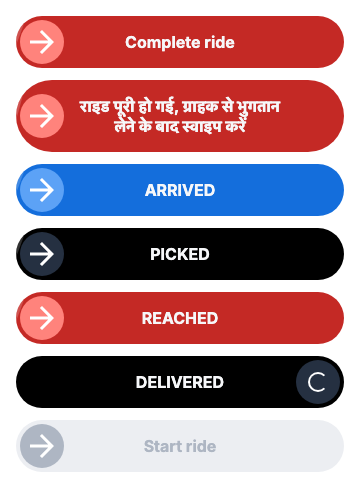 Complete ride
राइड पूरी हो गई, ग्राहक से भुगतान
लेने के बाद स्वाइप करें
ARRIVED
PICKED
REACHED
DELIVERED
Start ride